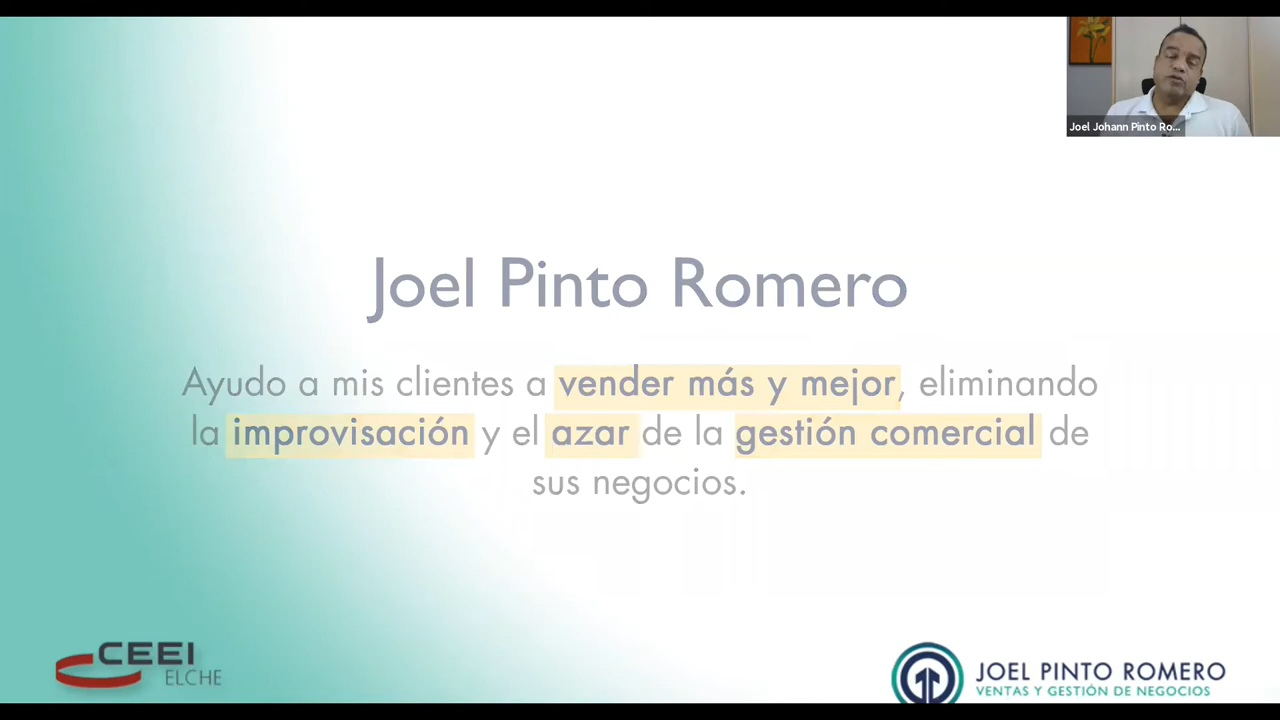 Joel Johann Pinto Ro...
Joel Pinto Romero
Ayudo a mis clientes a vender más y mejor, eliminando
la improvisación y el azar de la gestión comercial de
sus negocios.
CEEI
ELCHE
JOEL PINTO ROMERO
VENTAS Y GESTIÓN DE NEGOCIOS